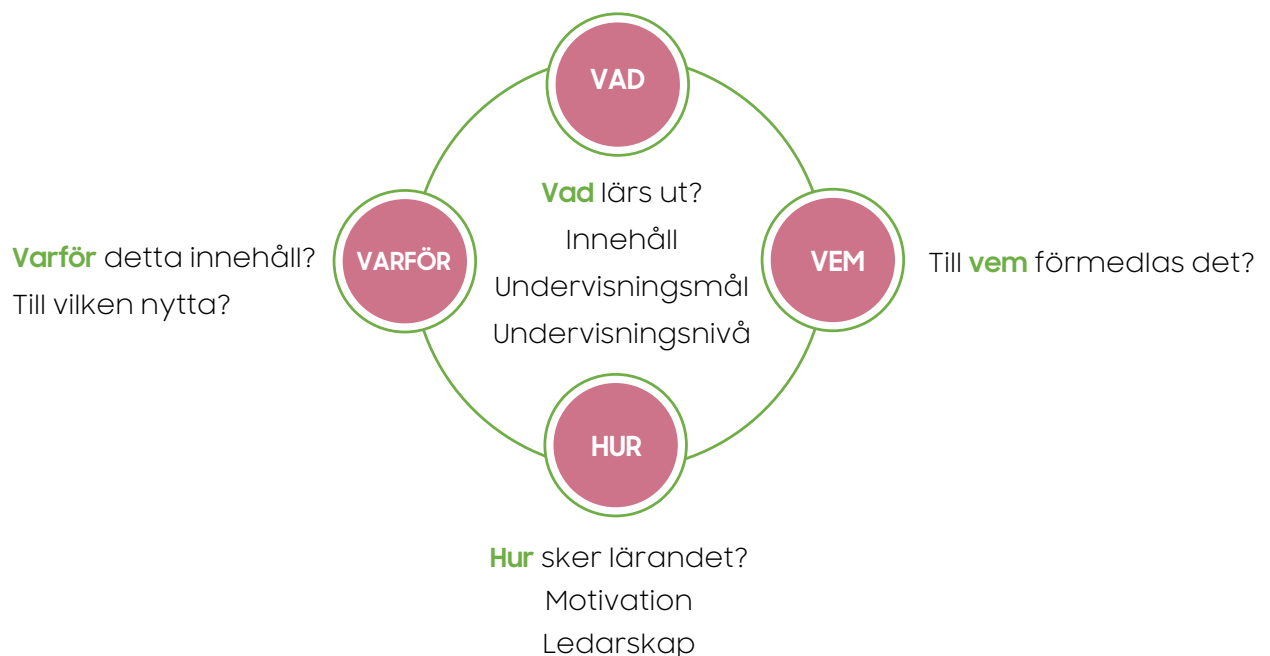 VAD
Vad lärs ut?
Innehåll
Undervisningsmål
Undervisningsnivå
VARFÖR
Varför detta innehåll?
Till vilken nytta?
VEM
Till vem förmedlas det?
HUR
Hur sker lärandet?
Motivation
Ledarskap